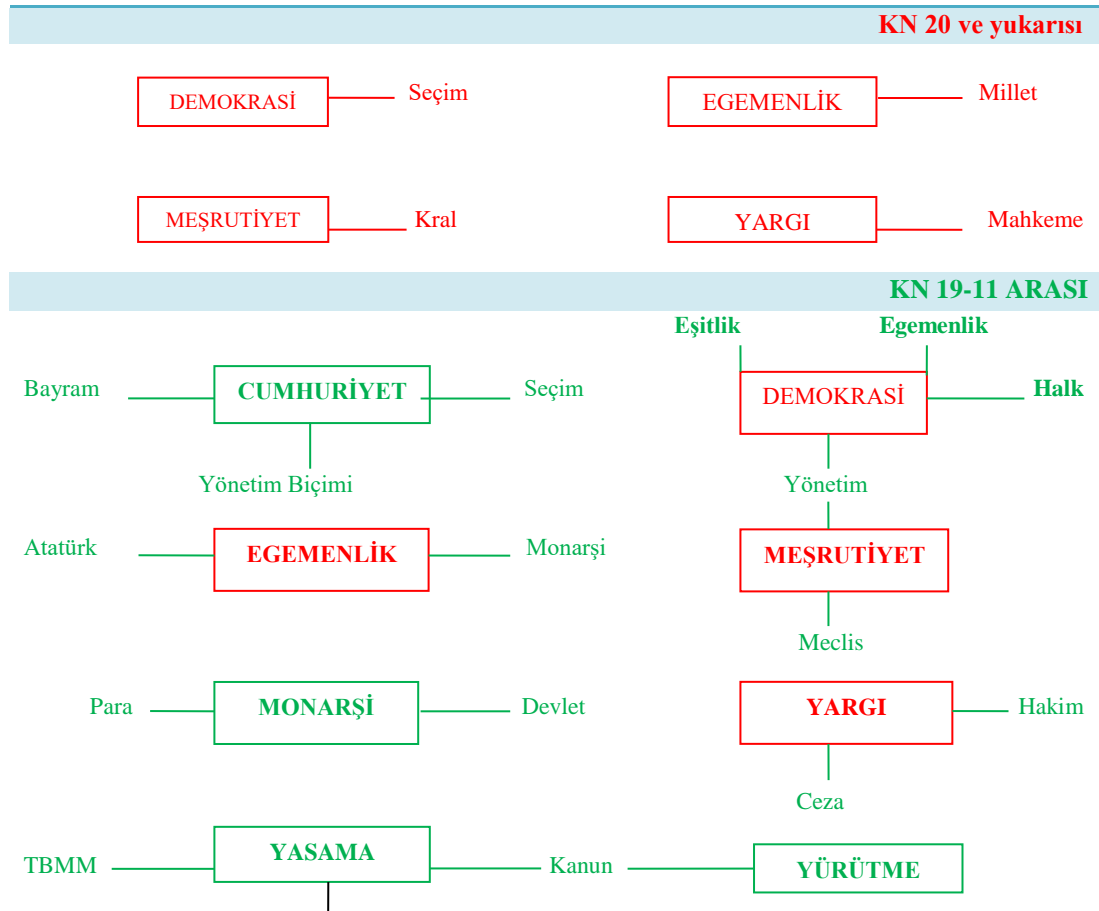 KN 20 ve yukarısı
DEMOKRASİ Seçim EGEMENLİK Millet
MEŞRUTİYET Kral YARGI Mahkeme
KN 19-11 ARASI
Eşitlik Egemenlik
Bayram CUMHURİYET Seçim DEMOKRASİ Halk
Yönetim Biçimi Yönetim
Atatürk EGEMENLİK Monarşi MEŞRUTİYET
Meclis
Para MONARŞİ Devlet YARGI Hakim
Ceza
TBMM YASAMA Kanun YÜRÜTME